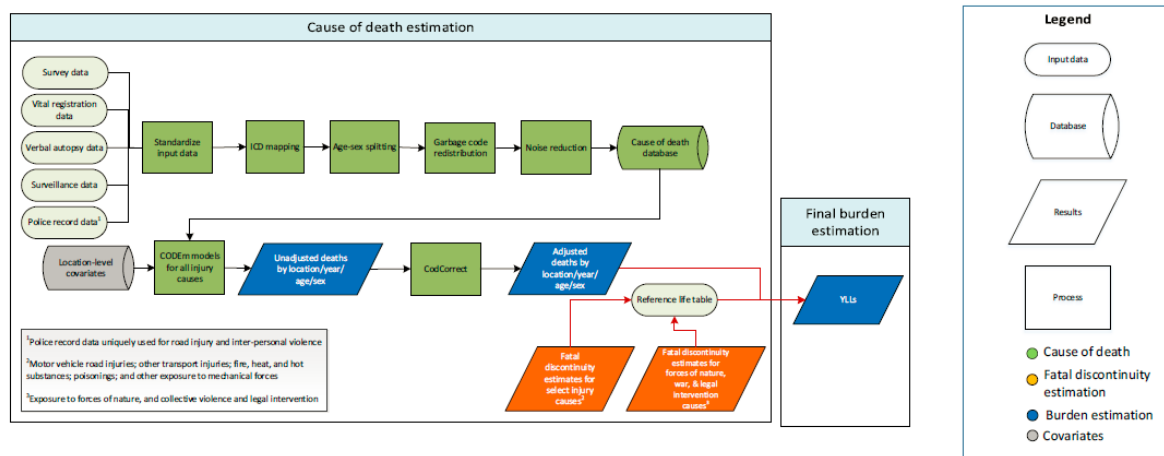 Cause of death estimation
Survey data
Vital registration
data
Verbal autopsy data
Surveillance data
Police record data¹
Standardize
input data
ICD mapping
Age-sex splitting
Garbage code
redistribution
Noise reduction
Cause of death
database
Location-level
covariates
CODEm models
for all injury
causes
Unadjusted deaths
by location/year/
age/sex
CodCorrect
Adjusted
deaths by
location/year/
age/sex
Reference life table
Fatal
discontinuity
estimates for
select injury
causes²
Fatal discontinuity
estimates for
forces of nature,
war, & legal
intervention
causes
¹Police record data uniquely used for road injury and inter-personal violence
²Motor vehicle road injuries; other transport injuries; fire, heat, and hot
substances; poisonings; and other exposure to mechanical forces
³Exposure to forces of nature, and collective violence and legal intervention
Final burden
estimation
YLLs
Legend
Input data
Database
Results
Process
Cause of death
Fatal discontinuity
estimation
Burden estimation
Covariates